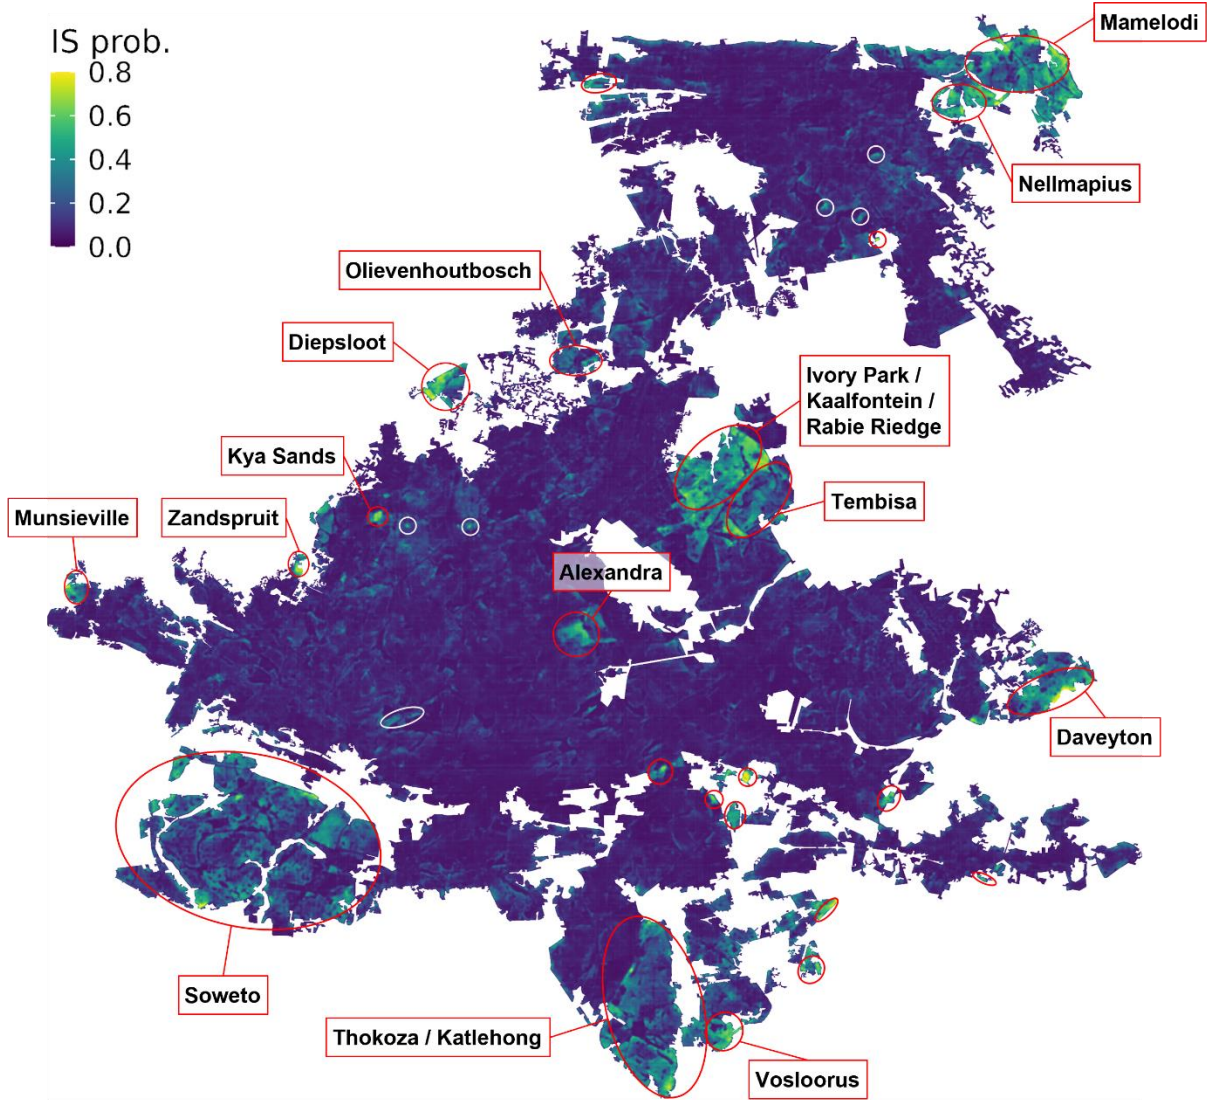 IS prob.
0.8
0.6
0.4
0.2
0.0
Mamelodi
Nellmapius
Olievenhoutbosch
Diepsloot
Ivory Park /
Kaalfontein /
Rabie Riedge
Kya Sands
Tembisa
Munsieville
Zandspruit
Alexandra
Daveyton
Soweto
Thokoza / Katlehong
Vosloorus